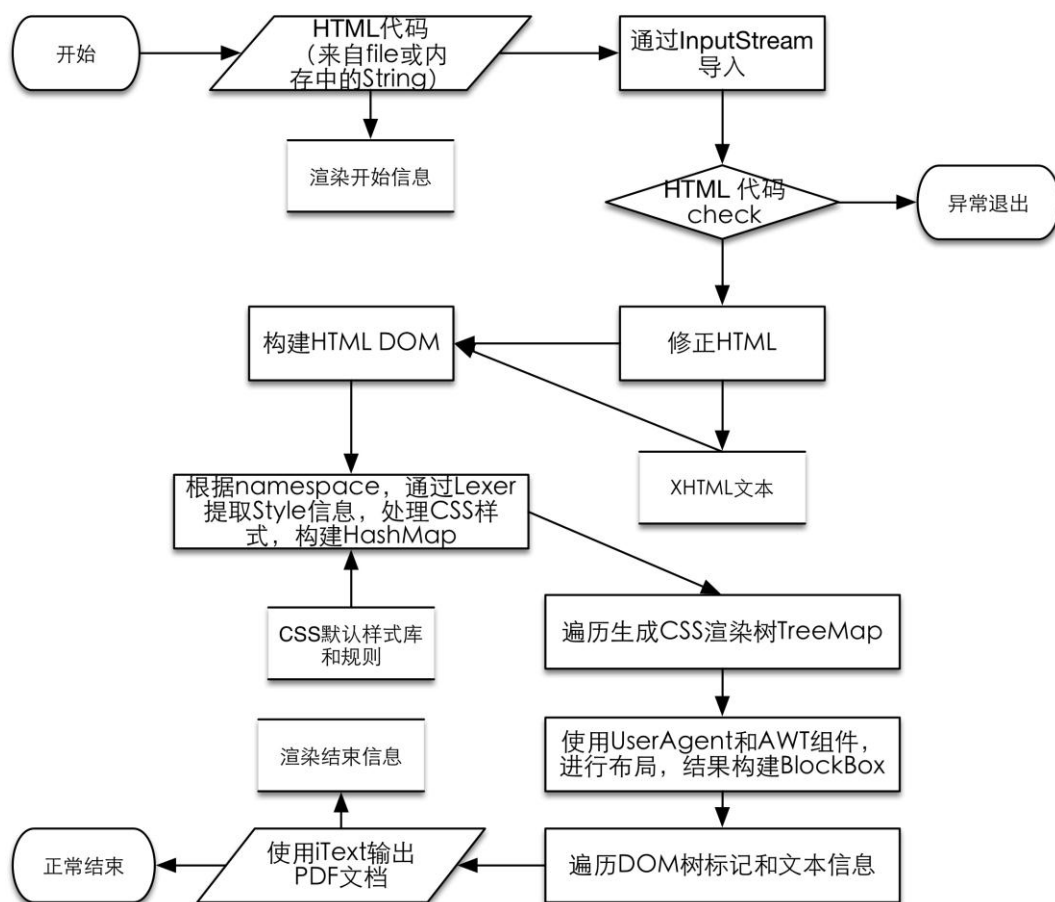 开始
HTML代码
（来自file或内
存中的String）
通过InputStream
导入
渲染开始信息
HTML 代码
check
异常退出
构建HTML DOM
修正HTML
XHTML文本
根据namespace，通过Lexer
提取Style信息，处理CSS样
式，构建HashMap
CSS默认样式库
和规则
遍历生成CSS渲染树TreeMap
渲染结束信息
使用UserAgent和AWT组件，
进行布局，结果构建BlockBox
正常结束
使用iText输出
PDF文档
遍历DOM树标记和文本信息